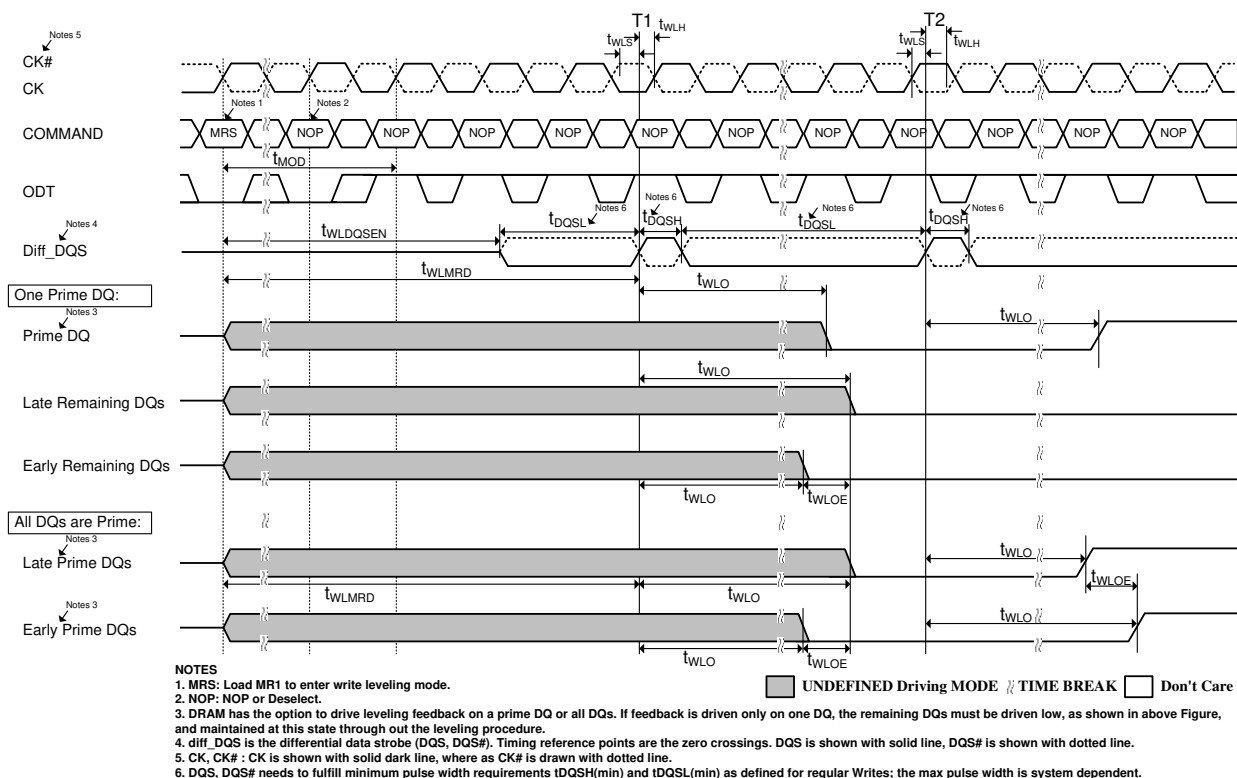 T1 T2
tWLS tWLH tWLS tWLH
Notes 5
CK#
CK
Notes 1 Notes 2
COMMAND MRS NOP NOP NOP NOP NOP NOP NOP NOP NOP NOP NOP
tMOD
ODT
Notes 4
Diff_DQS
tWLDQSEN tDQSL Notes 6 tDQSH Notes 6 tDQSL Notes 6 tDQSH Notes 6
tWLMRD
One Prime DQ:
tWLO
Notes 3
Prime DQ
tWLO
tWLO
Late Remaining DQs
Early Remaining DQs
tWLO tWLOE
All DQs are Prime:
Notes 3
Late Prime DQs
tWLO
tWLOE
tWLMRD tWLO
Notes 3
Early Prime DQs
tWLO
tWLO tWLOE
NOTES
1. MRS: Load MR1 to enter write leveling mode.
2. NOP: NOP or Deselect.
UNDEFINED Driving MODE TIME BREAK Don't Care
3. DRAM has the option to drive leveling feedback on a prime DQ or all DQs. If feedback is driven only on one DQ, the remaining DQs must be driven low, as shown in above Figure,
and maintained at this state through out the leveling procedure.
4. diff_DQS is the differential data strobe (DQS, DQS#). Timing reference points are the zero crossings. DQS is shown with solid line, DQS# is shown with dotted line.
5. CK, CK# : CK is shown with solid dark line, where as CK# is drawn with dotted line.
6. DQS, DQS# needs to fulfill minimum pulse width requirements tDQSH(min) and tDQSL(min) as defined for regular Writes; the max pulse width is system dependent.